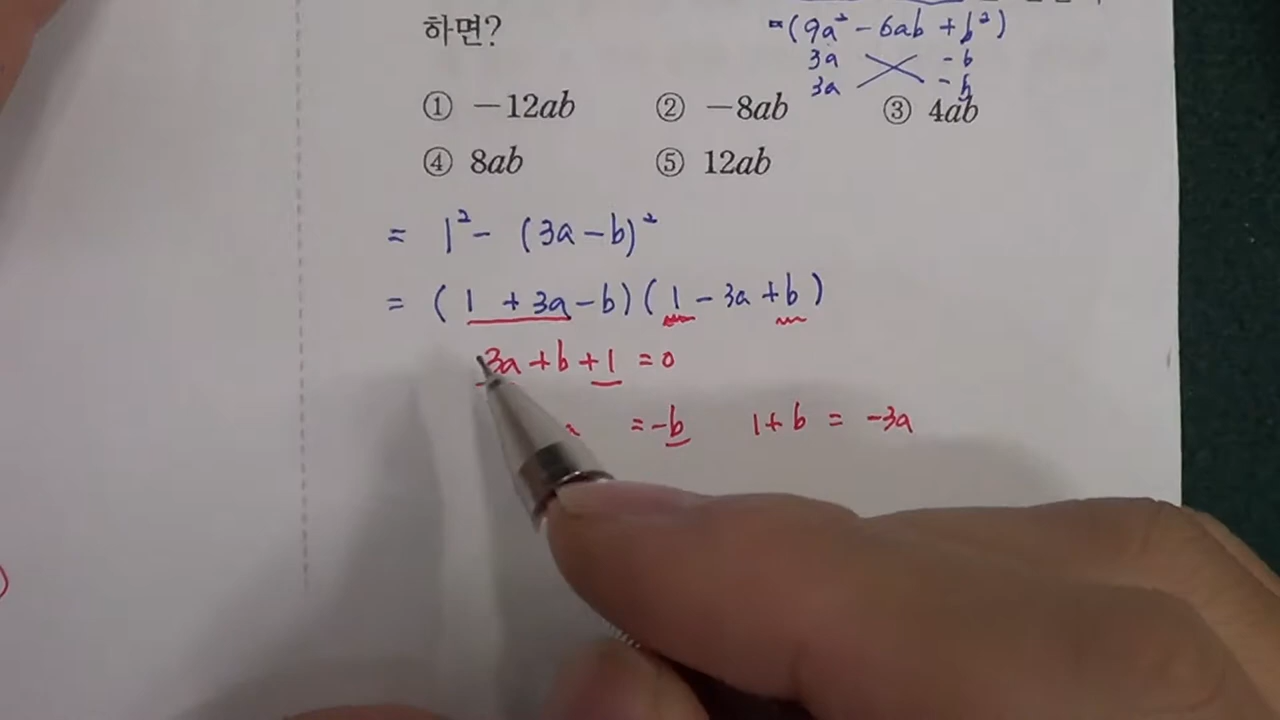 하면?
-(9a² - 6ab + b²)
3a -b
3a -b
① -12ab ② -8ab ③ 4ab
④ 8ab ⑤ 12ab
= 1² - (3a - b)²
= (1 + 3a - b)(1 - 3a + b)
3a + b + 1 = 0
= -b 1 + b = -3a